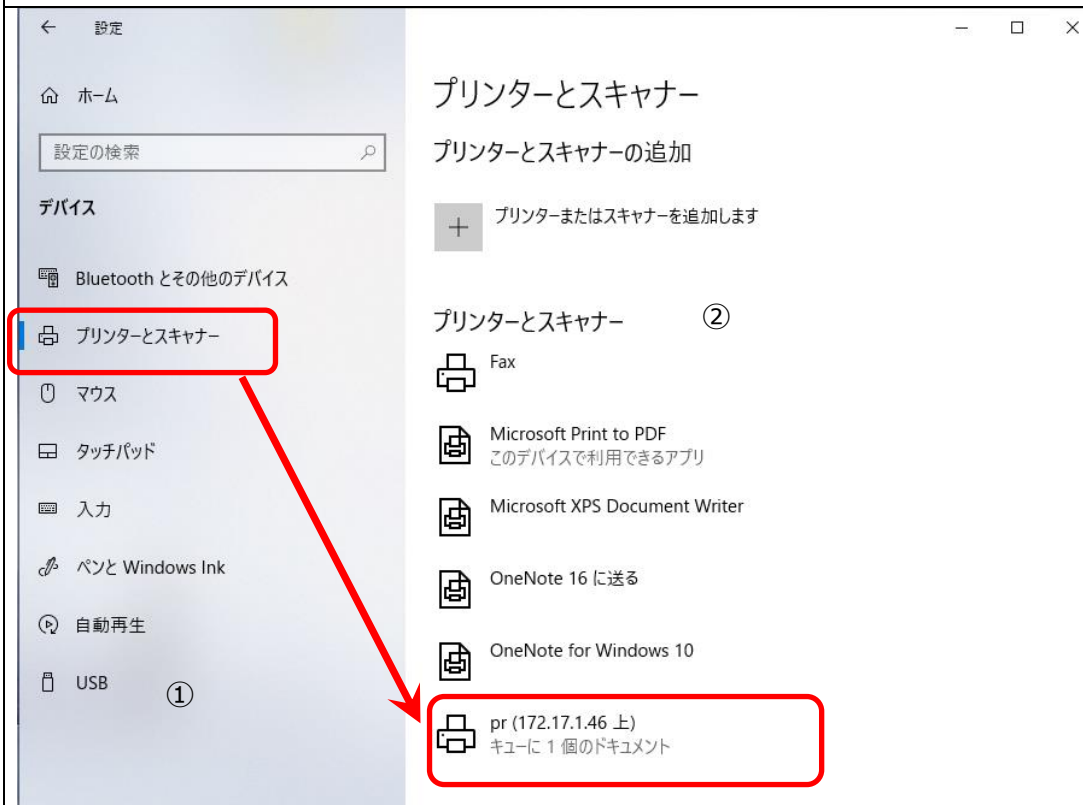 設定
ホーム
設定の検索
デバイス
Bluetooth とその他のデバイス
プリンターとスキャナー
マウス
タッチパッド
入力
ペンと Windows Ink
自動再生
USB
①
プリンターとスキャナー
プリンターとスキャナーの追加
プリンターまたはスキャナーを追加します
プリンターとスキャナー ②
Fax
Microsoft Print to PDF
このデバイスで利用できるアプリ
Microsoft XPS Document Writer
OneNote 16 に送る
OneNote for Windows 10
pr (172.17.1.46 上)
キューに 1 個のドキュメント